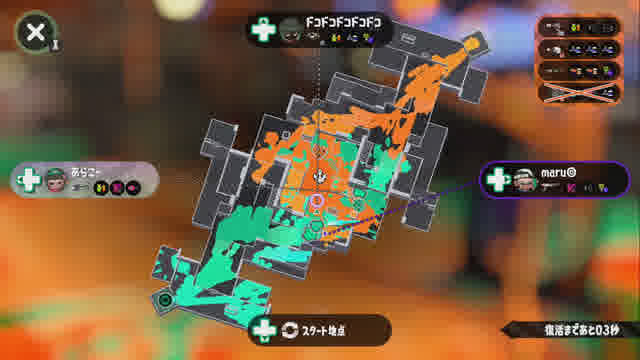 ドコドコドコドコ
あらこー
maru◎
スタート地点
復活まであと0.3秒